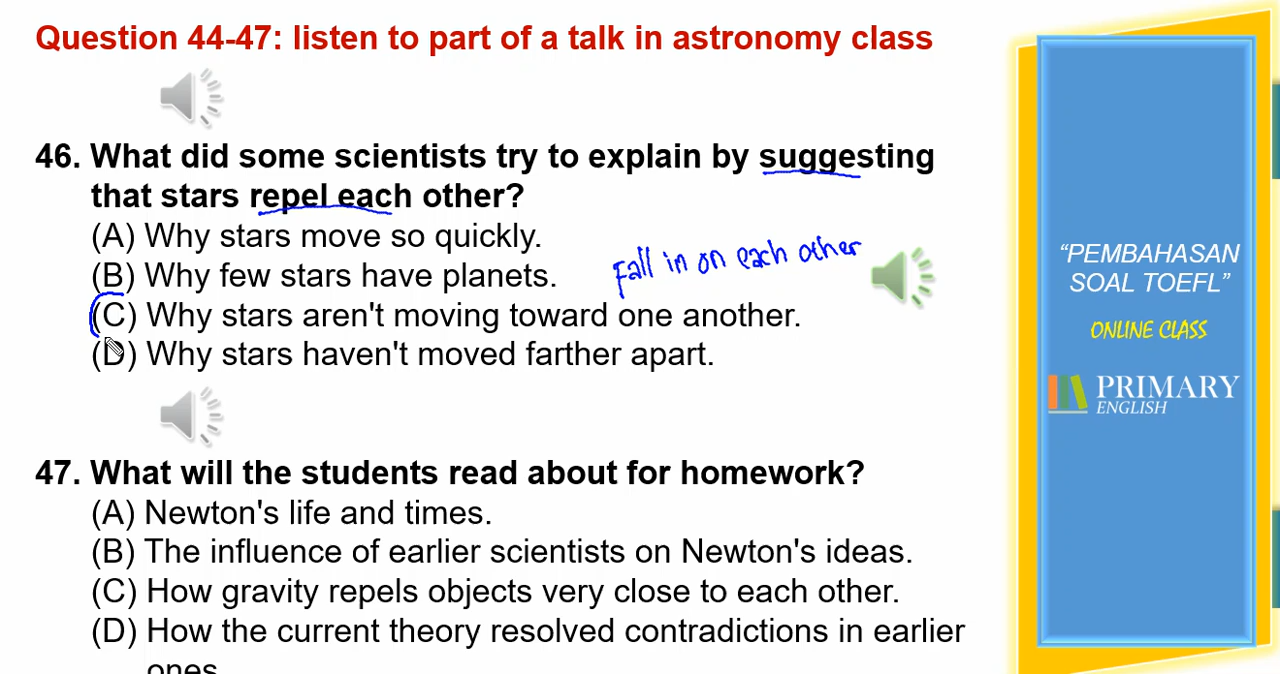 Question 44-47: listen to part of a talk in astronomy class
46. What did some scientists try to explain by suggesting
that stars repel each other?
(A) Why stars move so quickly.
(B) Why few stars have planets.
Fall in on each other
(C) Why stars aren't moving toward one another.
(D) Why stars haven't moved farther apart.
47. What will the students read about for homework?
(A) Newton's life and times.
(B) The influence of earlier scientists on Newton's ideas.
(C) How gravity repels objects very close to each other.
(D) How the current theory resolved contradictions in earlier
ones
“PEMBAHASAN
SOAL TOEFL”
ONLINE CLASS
PRIMARY
ENGLISH